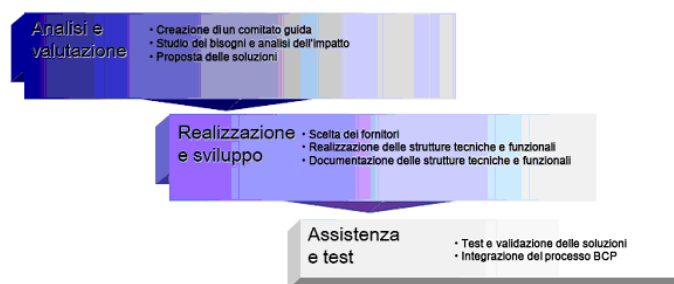 Analisi e
valutazione
• Creazione di un comitato guida
• Studio dei bisogni e analisi dell'impatto
• Proposta delle soluzioni
Realizzazione
e sviluppo
• Scelta dei fornitori
• Realizzazione delle strutture tecniche e funzionali
• Documentazione delle strutture tecniche e funzionali
Assistenza
e test
• Test e validazione delle soluzioni
• Integrazione del processo BCP